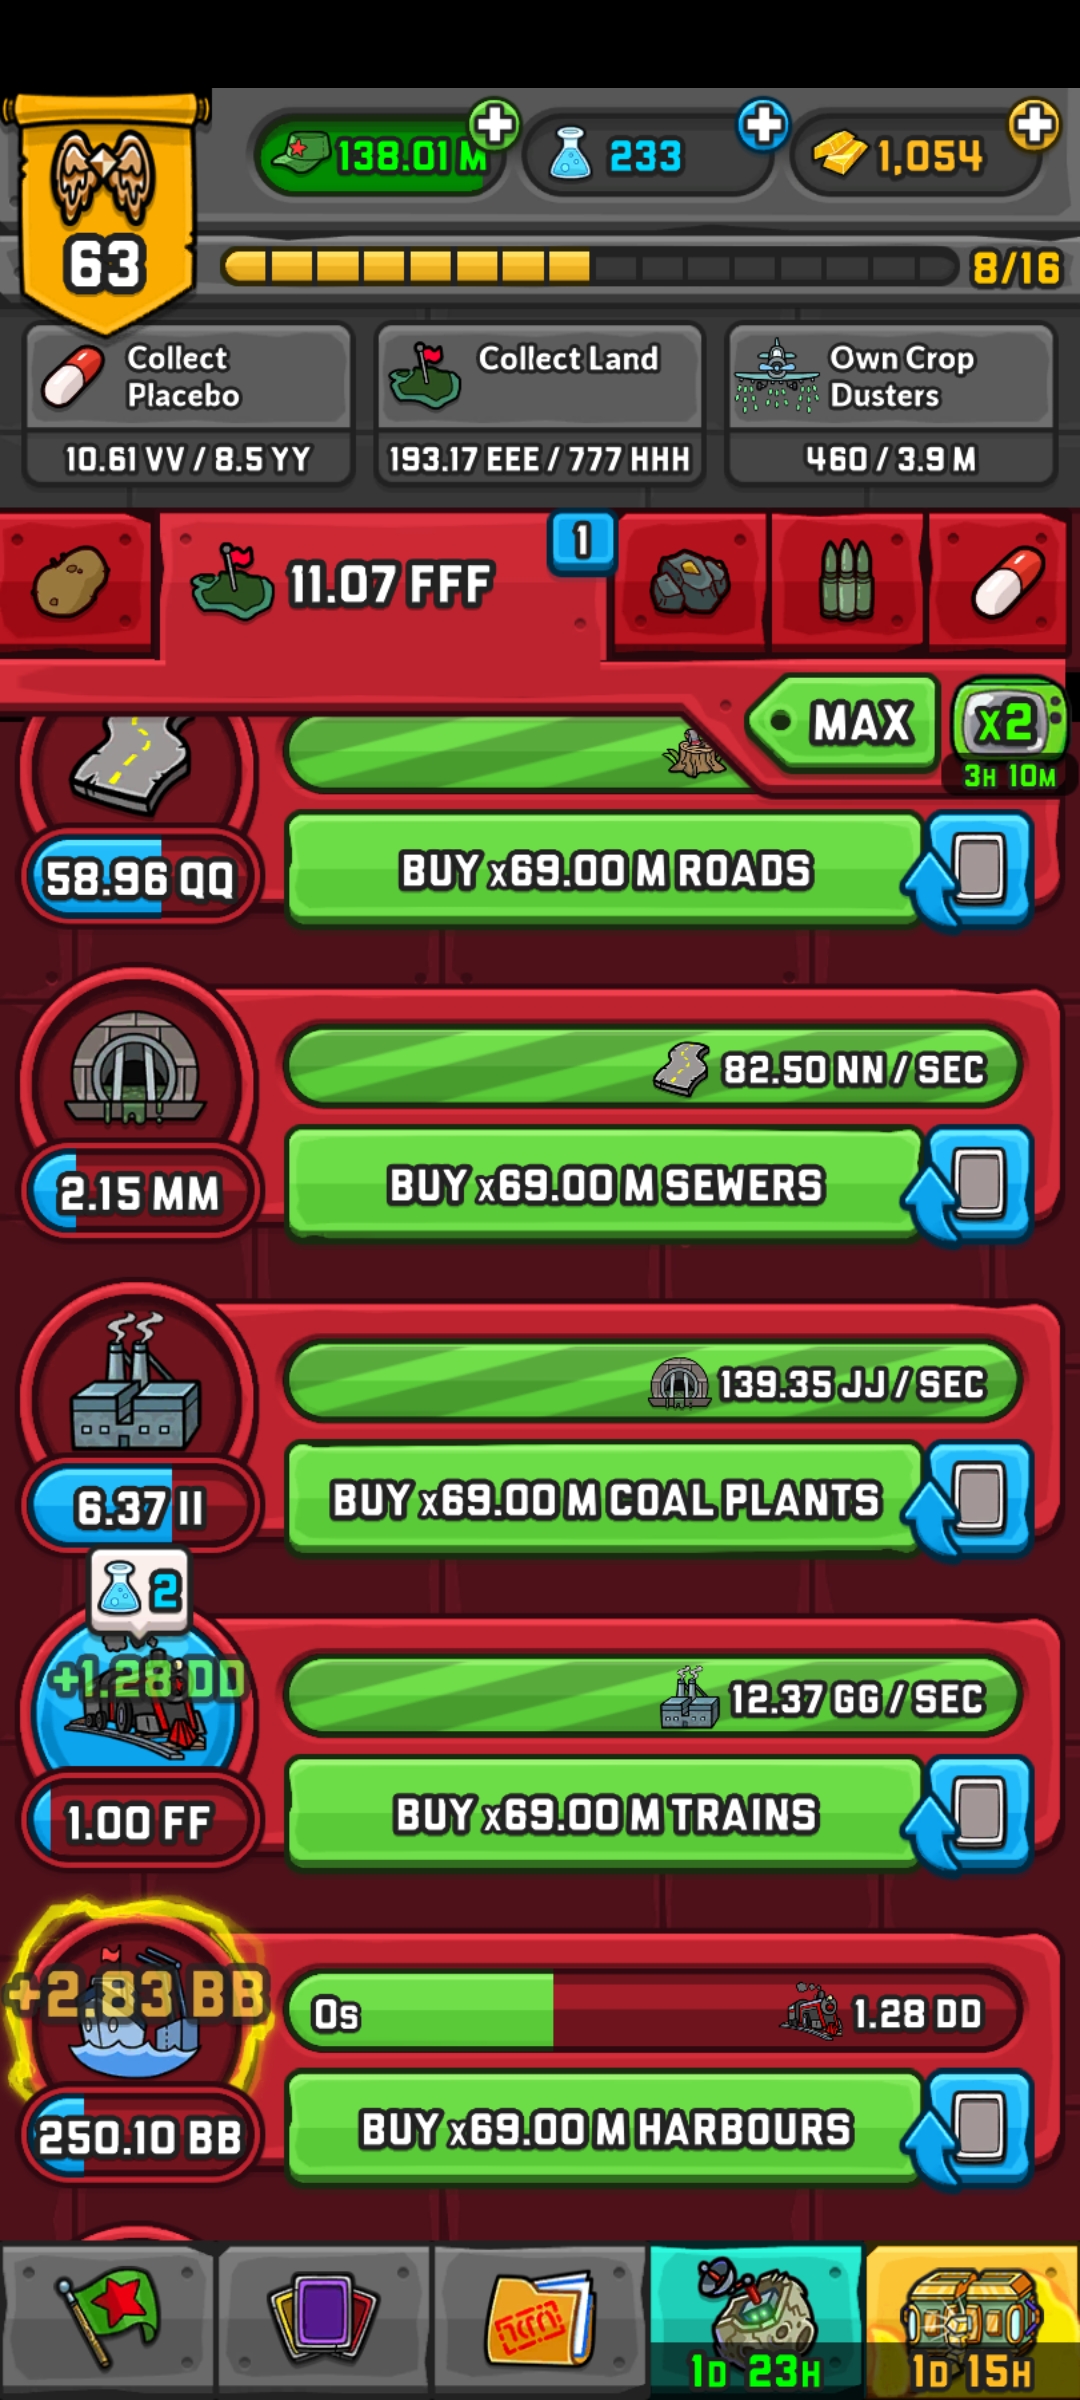 138.01 M
233
1,054
63
8/16
Collect
Placebo
10.61 VV / 8.5 YY
Collect Land
193.17 EEE / 777 HHH
Own Crop
Dusters
460 / 3.9 M
11.07 FFF
1
MAX
x2
3H 10M
58.96 QQ
BUY x69.00 M ROADS
82.50 NN / SEC
2.15 MM
BUY x69.00 M SEWERS
139.35 JJ / SEC
6.37 II
BUY x69.00 M COAL PLANTS
2
+1.28 DD
12.37 GG / SEC
1.00 FF
BUY x69.00 M TRAINS
+2.83 BB
0s
1.28 DD
250.10 BB
BUY x69.00 M HARBOURS
1D 23H
1D 15H